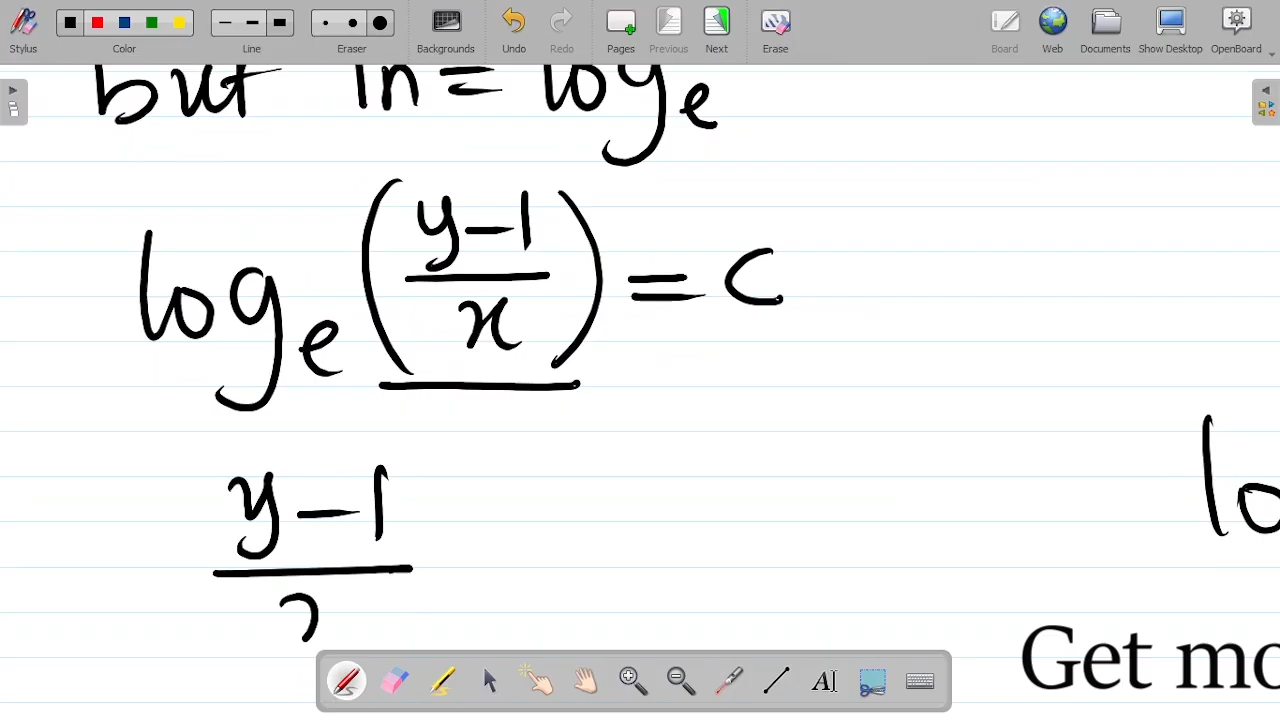 Stylus Color Line Eraser Backgrounds Undo Redo Pages Previous Next Erase Board Web Documents Show Desktop OpenBoard
but ln = log_e
log_e ((y-1)/x) = c
lo
(y-1)/x
Get mo